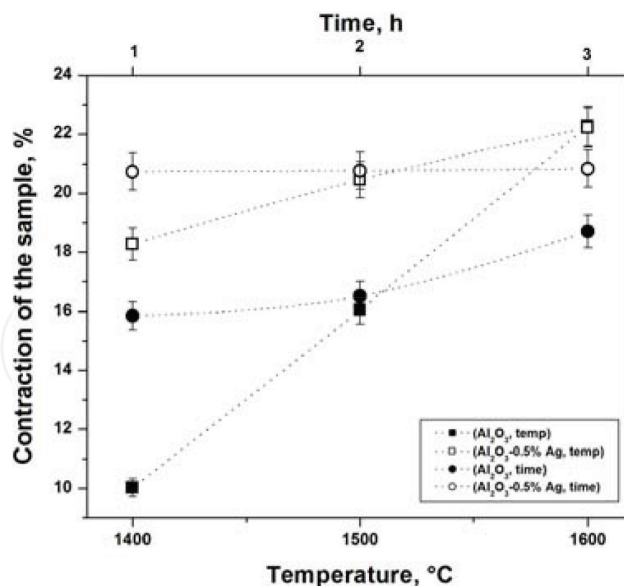 Time, h
1 2 3
24
22
20
18
16
14
12
10
Contraction of the sample, %
(Al₂O₃, temp)
(Al₂O₃-0.5% Ag, temp)
(Al₂O₃, time)
(Al₂O₃-0.5% Ag, time)
1400 1500 1600
Temperature, °C